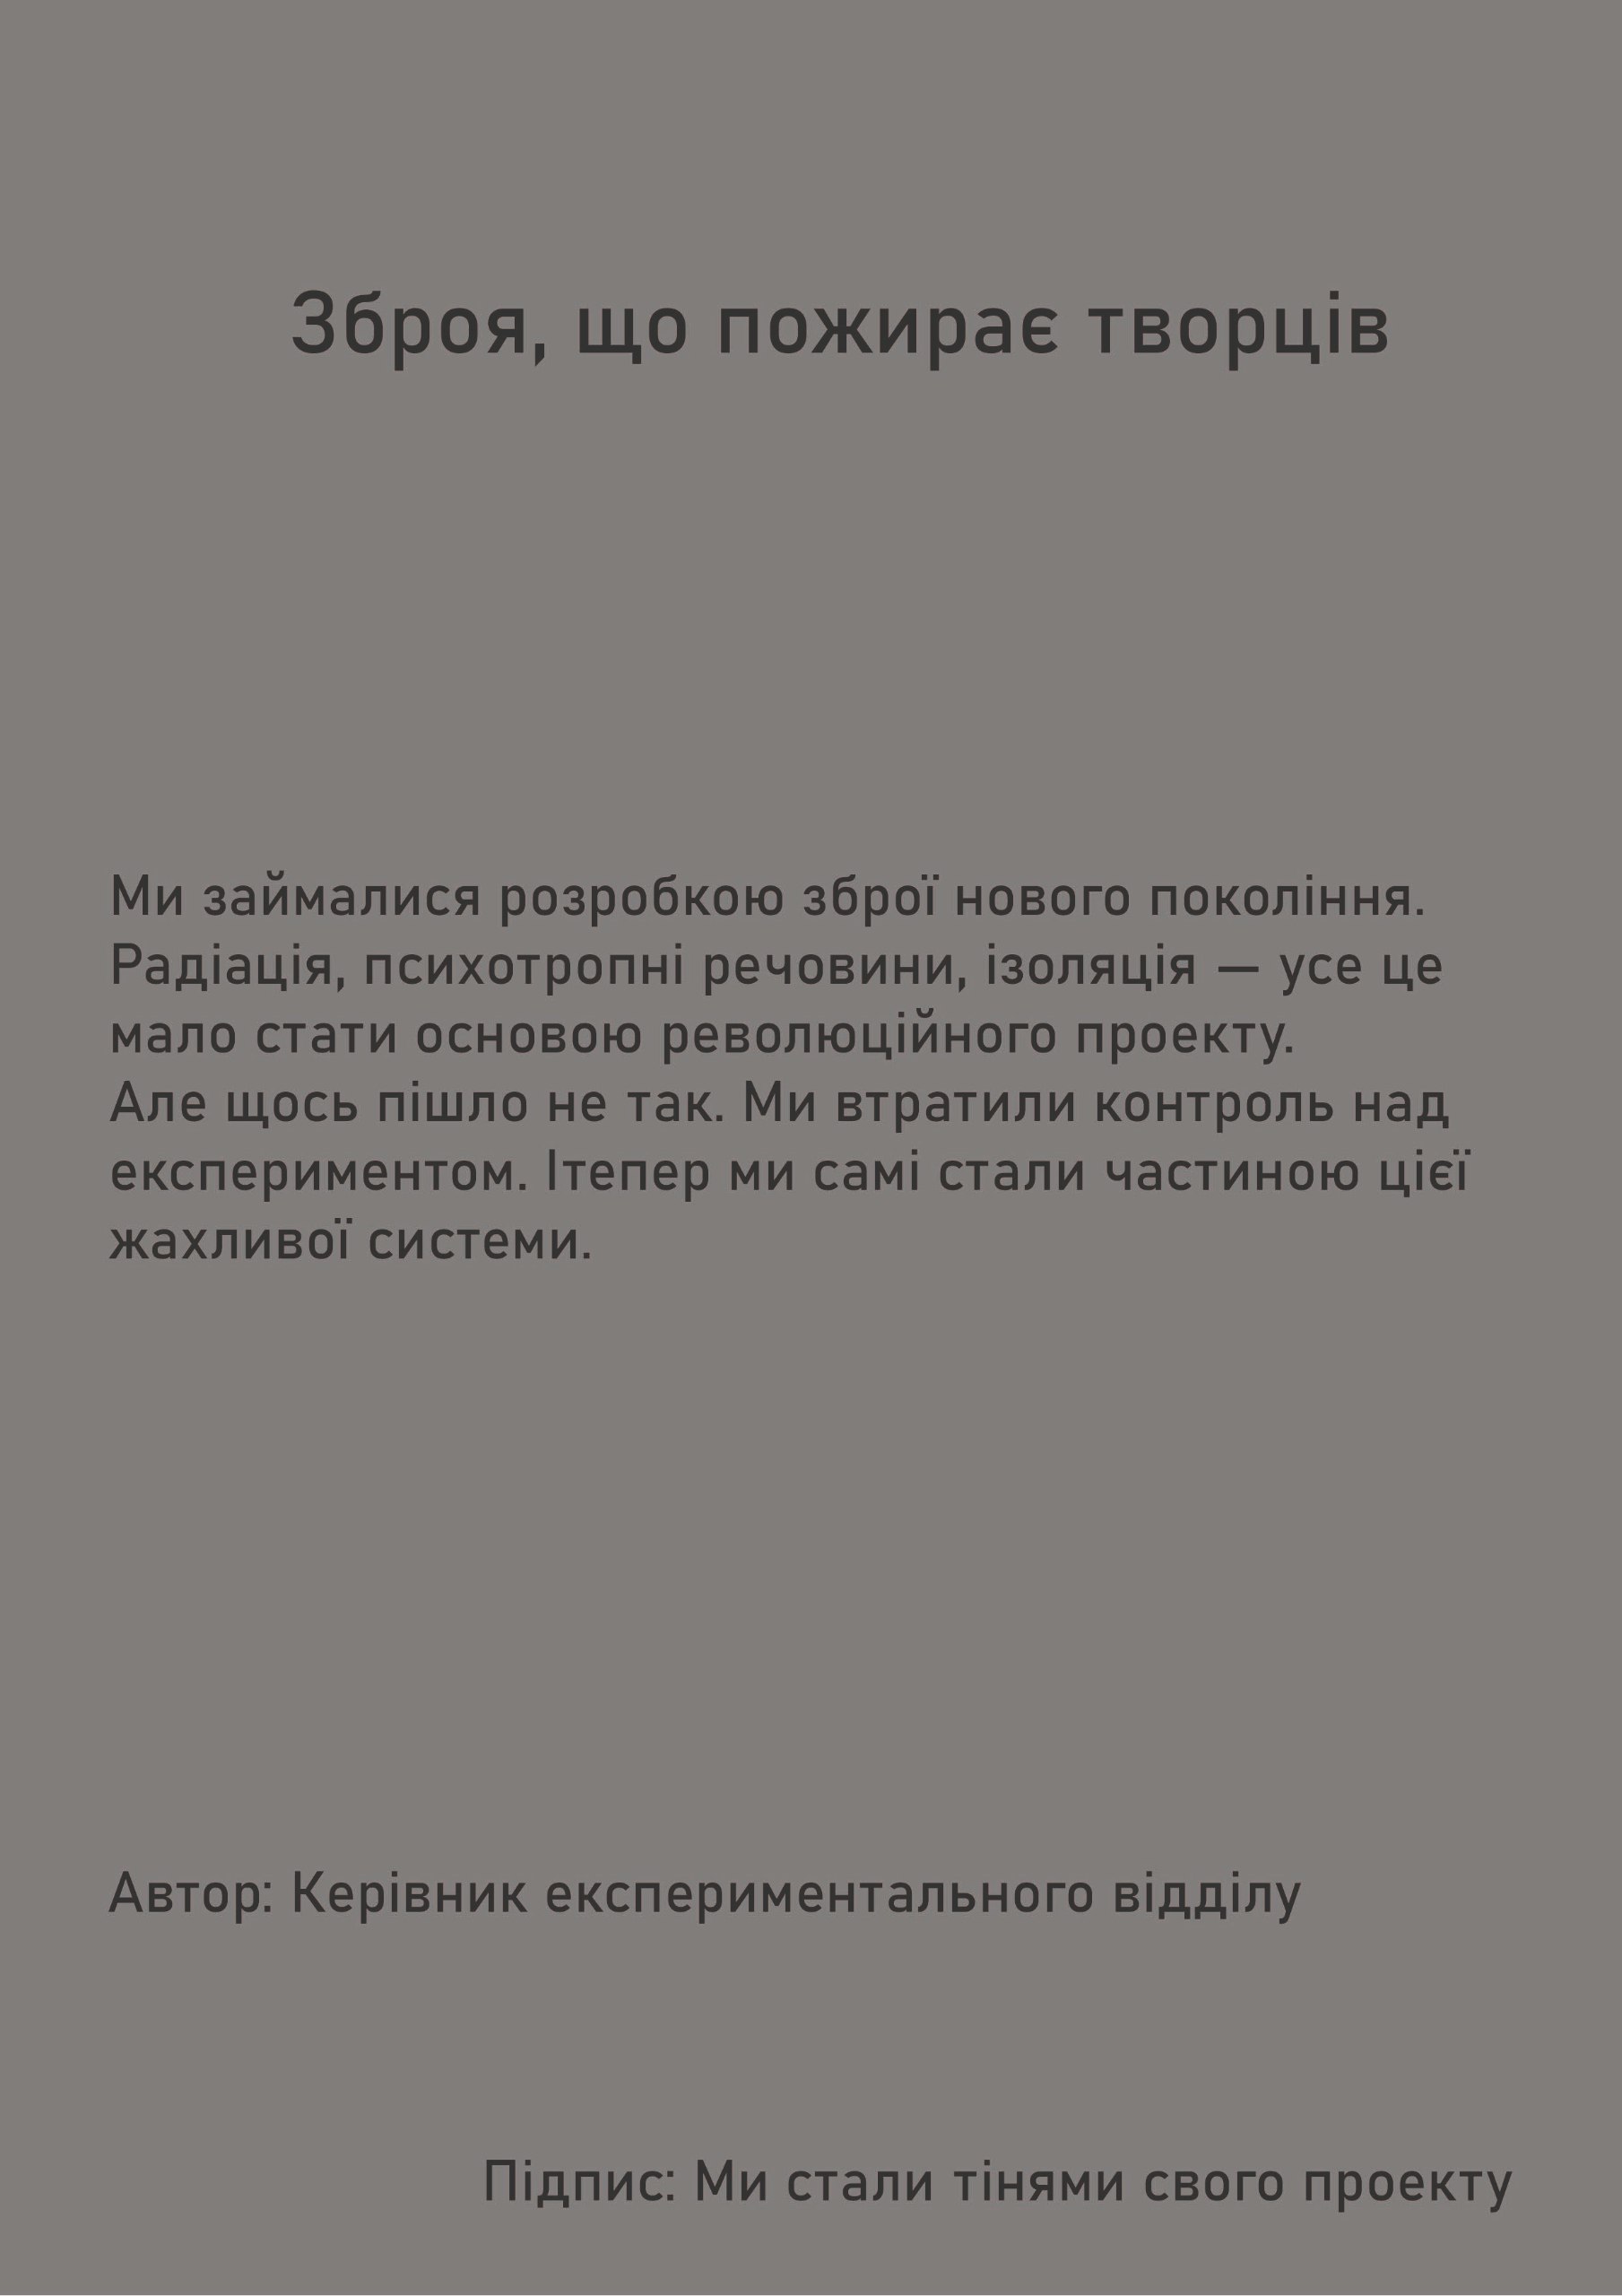 Зброя, що пожирає творців
Ми займалися розробкою зброї нового покоління.
Радіація, психотропні речовини, ізоляція — усе це
мало стати основою революційного проекту.
Але щось пішло не так. Ми втратили контроль над
експериментом. Ітепер ми самі стали частиною цієї
жахливої системи.
Автор: Керівник експериментального відділу
Підпис: Ми стали тінями свого проекту